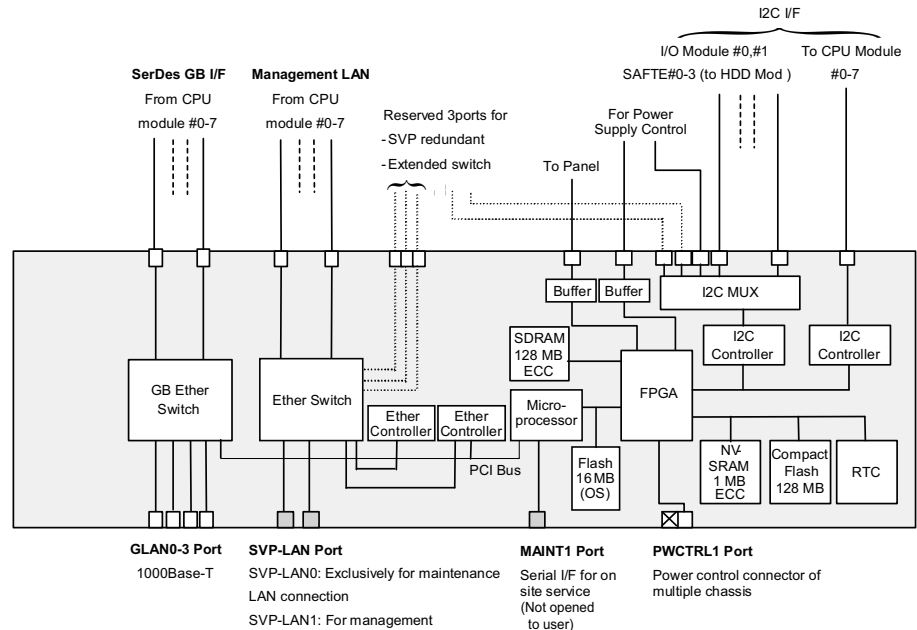 I2C I/F
I/O Module #0,#1
SAFTE#0-3 (to HDD Mod )
To CPU Module
#0-7
SerDes GB I/F
From CPU
module #0-7
Management LAN
From CPU
module #0-7
Reserved 3ports for
-SVP redundant
-Extended switch
For Power
Supply Control
To Panel
Buffer
Buffer
I2C MUX
SDRAM
128 MB
ECC
I2C
Controller
I2C
Controller
GB Ether
Switch
Ether Switch
FPGA
Ether
Controller
Ether
Controller
Micro-
processor
PCI Bus
Flash
16MB
(OS)
NV-
SRAM
1 MB
ECC
Compact
Flash
128 MB
RTC
GLAN0-3 Port
1000Base-T
SVP-LAN Port
SVP-LAN0: Exclusively for maintenance
LAN connection
SVP-LAN1: For management
MAINT1 Port
Serial I/F for on
site service
(Not opened
to user)
PWCTRL1 Port
Power control connector of
multiple chassis